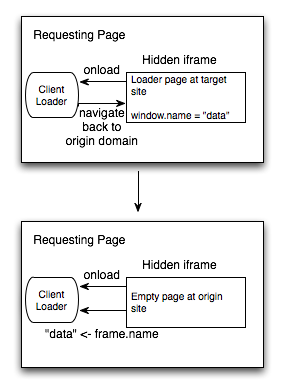 Requesting Page
Hidden iframe
onload
Client
Loader
Loader page at target
site
window.name = "data"
navigate
back to
origin domain
Requesting Page
Hidden iframe
onload
Client
Loader
Empty page at origin
site
"data" <- frame.name